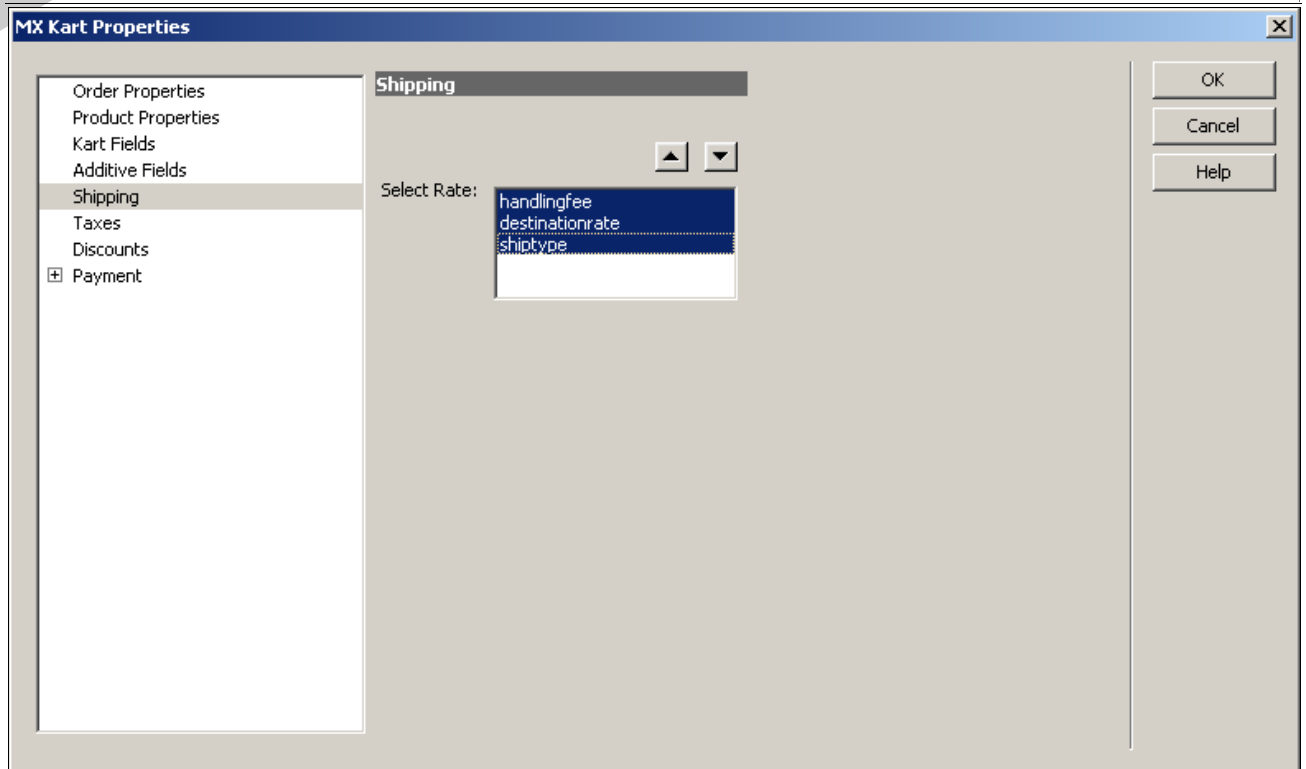 MX Kart Properties
Order Properties
Product Properties
Kart Fields
Additive Fields
Shipping
Taxes
Discounts
Payment
Shipping
Select Rate:
handlingfee
destinationrate
shiptype
OK
Cancel
Help